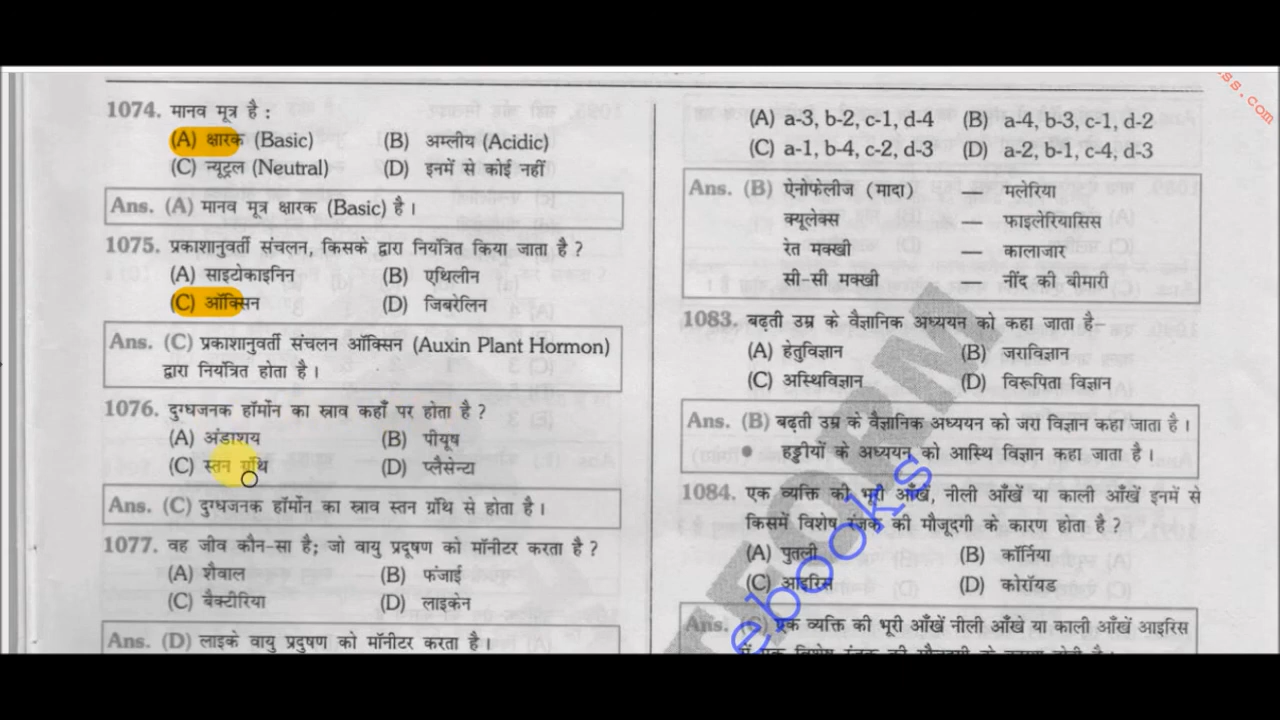 1074. मानव मूत्र है :
(A) क्षारक (Basic) (B) अम्लीय (Acidic)
(C) न्यूट्रल (Neutral) (D) इनमें से कोई नहीं
Ans. (A) मानव मूत्र क्षारक (Basic) है ।
1075. प्रकाशानुवर्ती संचलन, किसके द्वारा नियंत्रित किया जाता है ?
(A) साइटोकाइनिन (B) एथिलीन
(C) ऑक्सिन (D) जिबरेलिन
Ans. (C) प्रकाशानुवर्ती संचलन ऑक्सिन (Auxin Plant Hormon)
द्वारा नियंत्रित होता है ।
1076. दुग्धजनक हॉर्मोन का स्राव कहाँ पर होता है ?
(A) अंडाशय (B) पीयूष
(C) स्तन ग्रंथि (D) प्लैसेन्टा
Ans. (C) दुग्धजनक हॉर्मोन का स्राव स्तन ग्रंथि से होता है ।
1077. वह जीव कौन-सा है; जो वायु प्रदूषण को मॉनीटर करता है ?
(A) शैवाल (B) फंजाई
(C) बैक्टीरिया (D) लाइकेन
Ans. (D) लाइके वायु प्रदुषण को मॉनीटर करता है ।
(A) a-3, b-2, c-1, d-4 (B) a-4, b-3, c-1, d-2
(C) a-1, b-4, c-2, d-3 (D) a-2, b-1, c-4, d-3
Ans. (B) ऐनोफेलीज (मादा) — मलेरिया
क्यूलेक्स — फाइलेरियासिस
रेत मक्खी — कालाजार
सी-सी मक्खी — नींद की बीमारी
1083. बढ़ती उम्र के वैज्ञानिक अध्ययन को कहा जाता है–
(A) हेतुविज्ञान (B) जराविज्ञान
(C) अस्थिविज्ञान (D) विरूपिता विज्ञान
Ans. (B) बढ़ती उम्र के वैज्ञानिक अध्ययन को जरा विज्ञान कहा जाता है ।
● हड्डीयों के अध्ययन को आस्थि विज्ञान कहा जाता है ।
1084. एक व्यक्ति की भूरी आँखें, नीली आँखें या काली आँखें इनमें से
किसमें विशेष रंजक की मौजूदगी के कारण होता है ?
(A) पुतली (B) कॉर्निया
(C) आइरिस (D) कोरॉयड
Ans. एक व्यक्ति की भूरी आँखें नीली आँखे या काली आँखें आइरिस
ebooks
ss.com